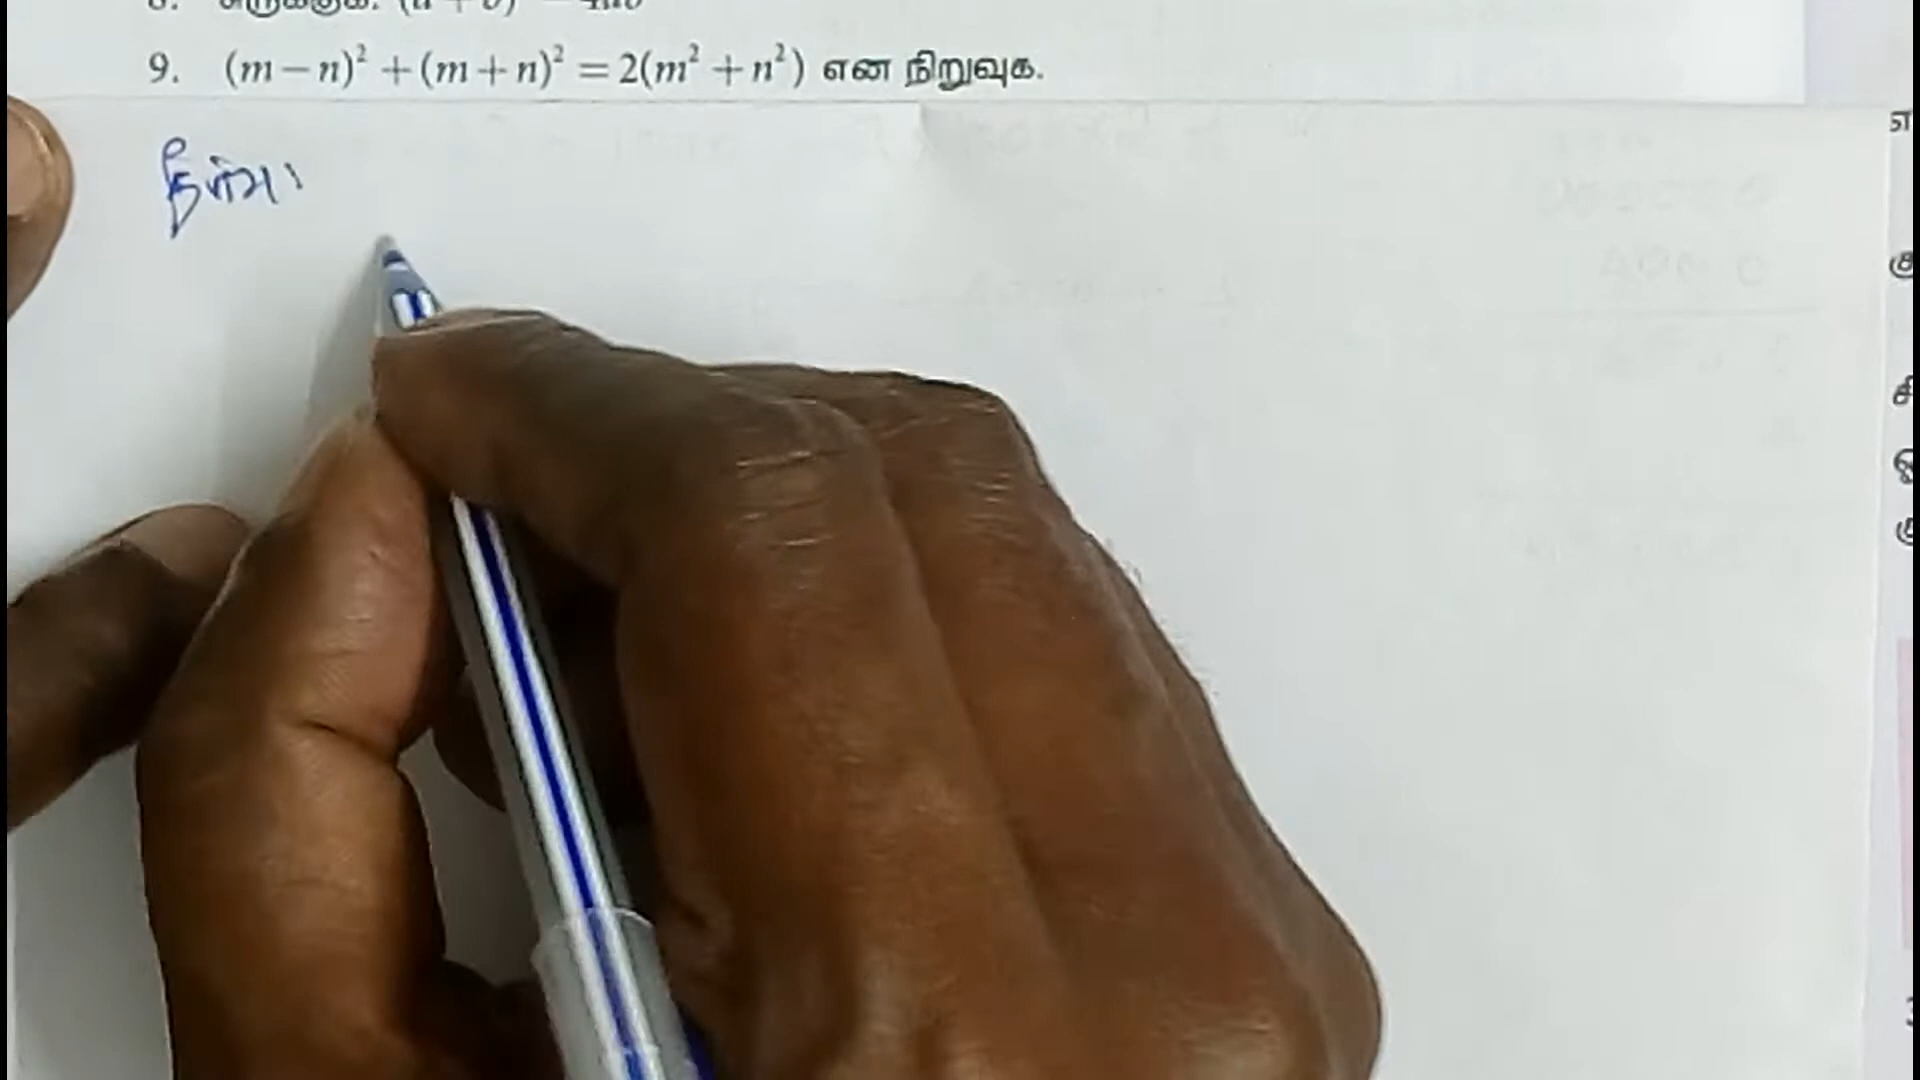 9. (m−n)² +(m+n)² = 2(m² +n²) என நிறுவுக.
தீர்வு: